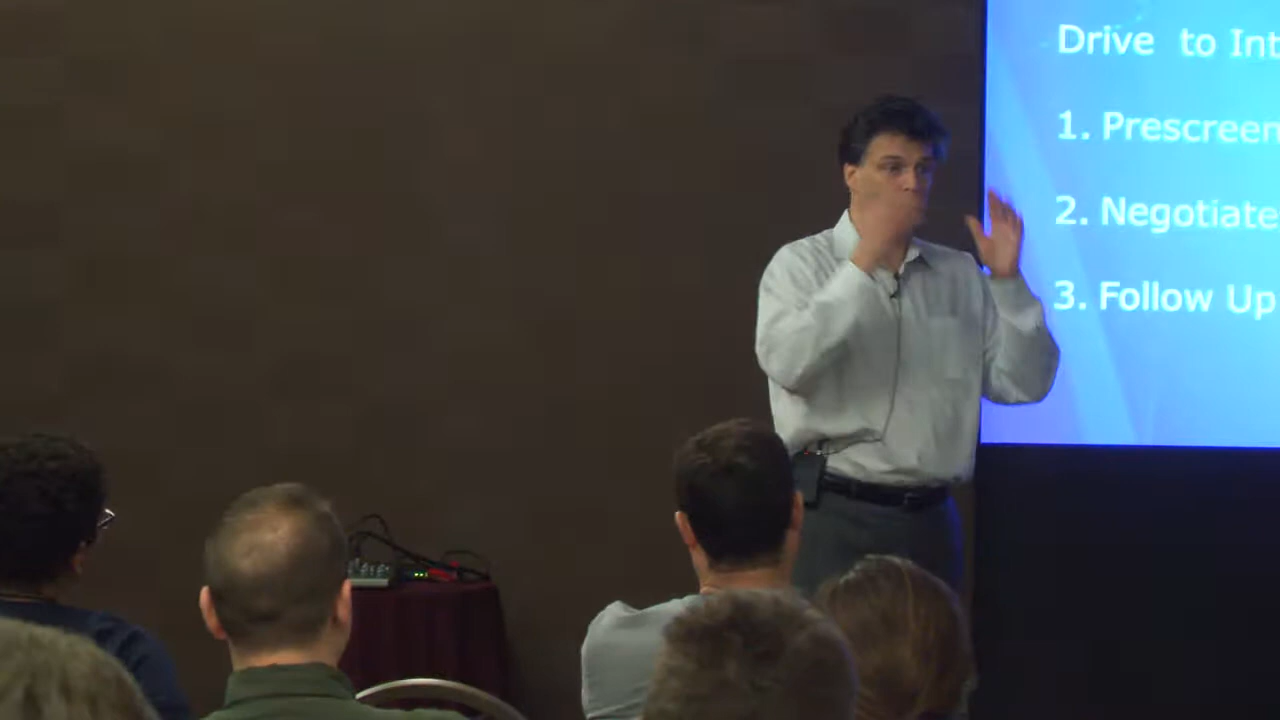 Drive to Int
1. Prescreen
2. Negotiate
3. Follow Up